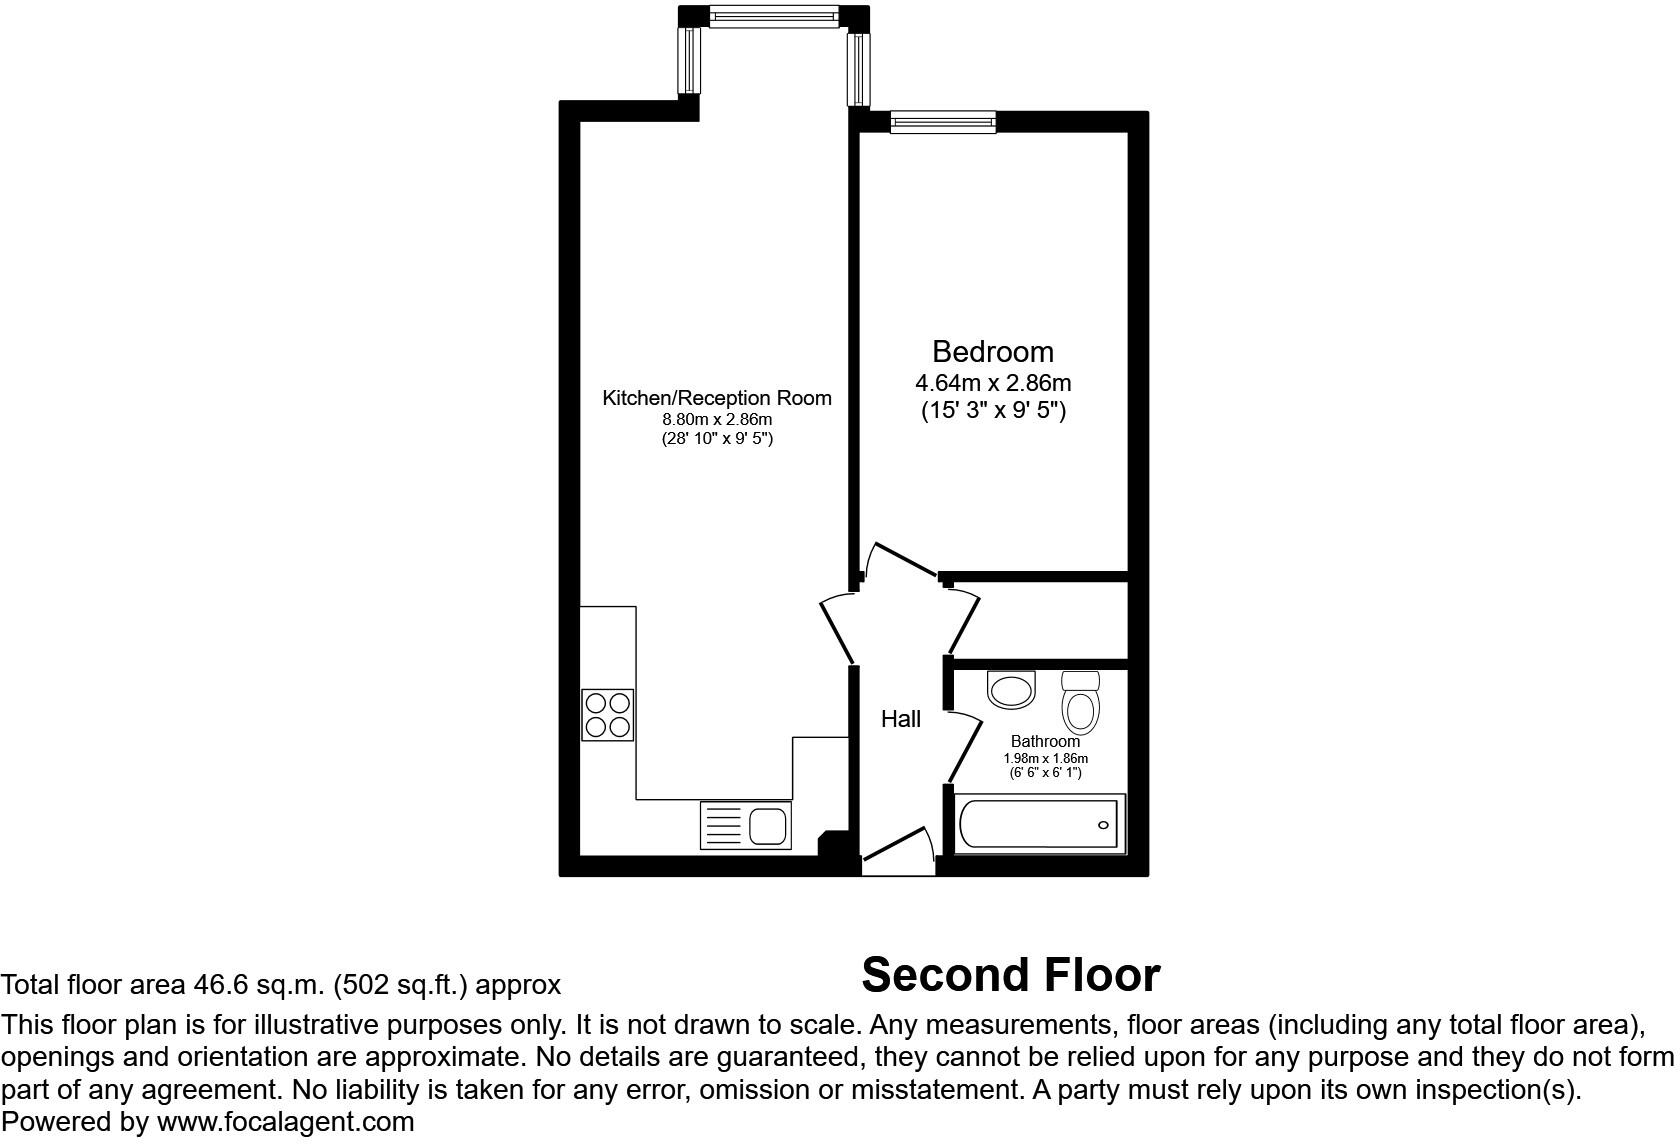 Kitchen/Reception Room
8.80m x 2.86m
(28' 10" x 9' 5")
Bedroom
4.64m x 2.86m
(15' 3" x 9' 5")
Hall
Bathroom
1.98m x 1.86m
(6' 6" x 6' 1")
Second Floor
Total floor area 46.6 sq.m. (502 sq.ft.) approx
This floor plan is for illustrative purposes only. It is not drawn to scale. Any measurements, floor areas (including any total floor area),
openings and orientation are approximate. No details are guaranteed, they cannot be relied upon for any purpose and they do not form
part of any agreement. No liability is taken for any error, omission or misstatement. A party must rely upon its own inspection(s).
Powered by www.focalagent.com